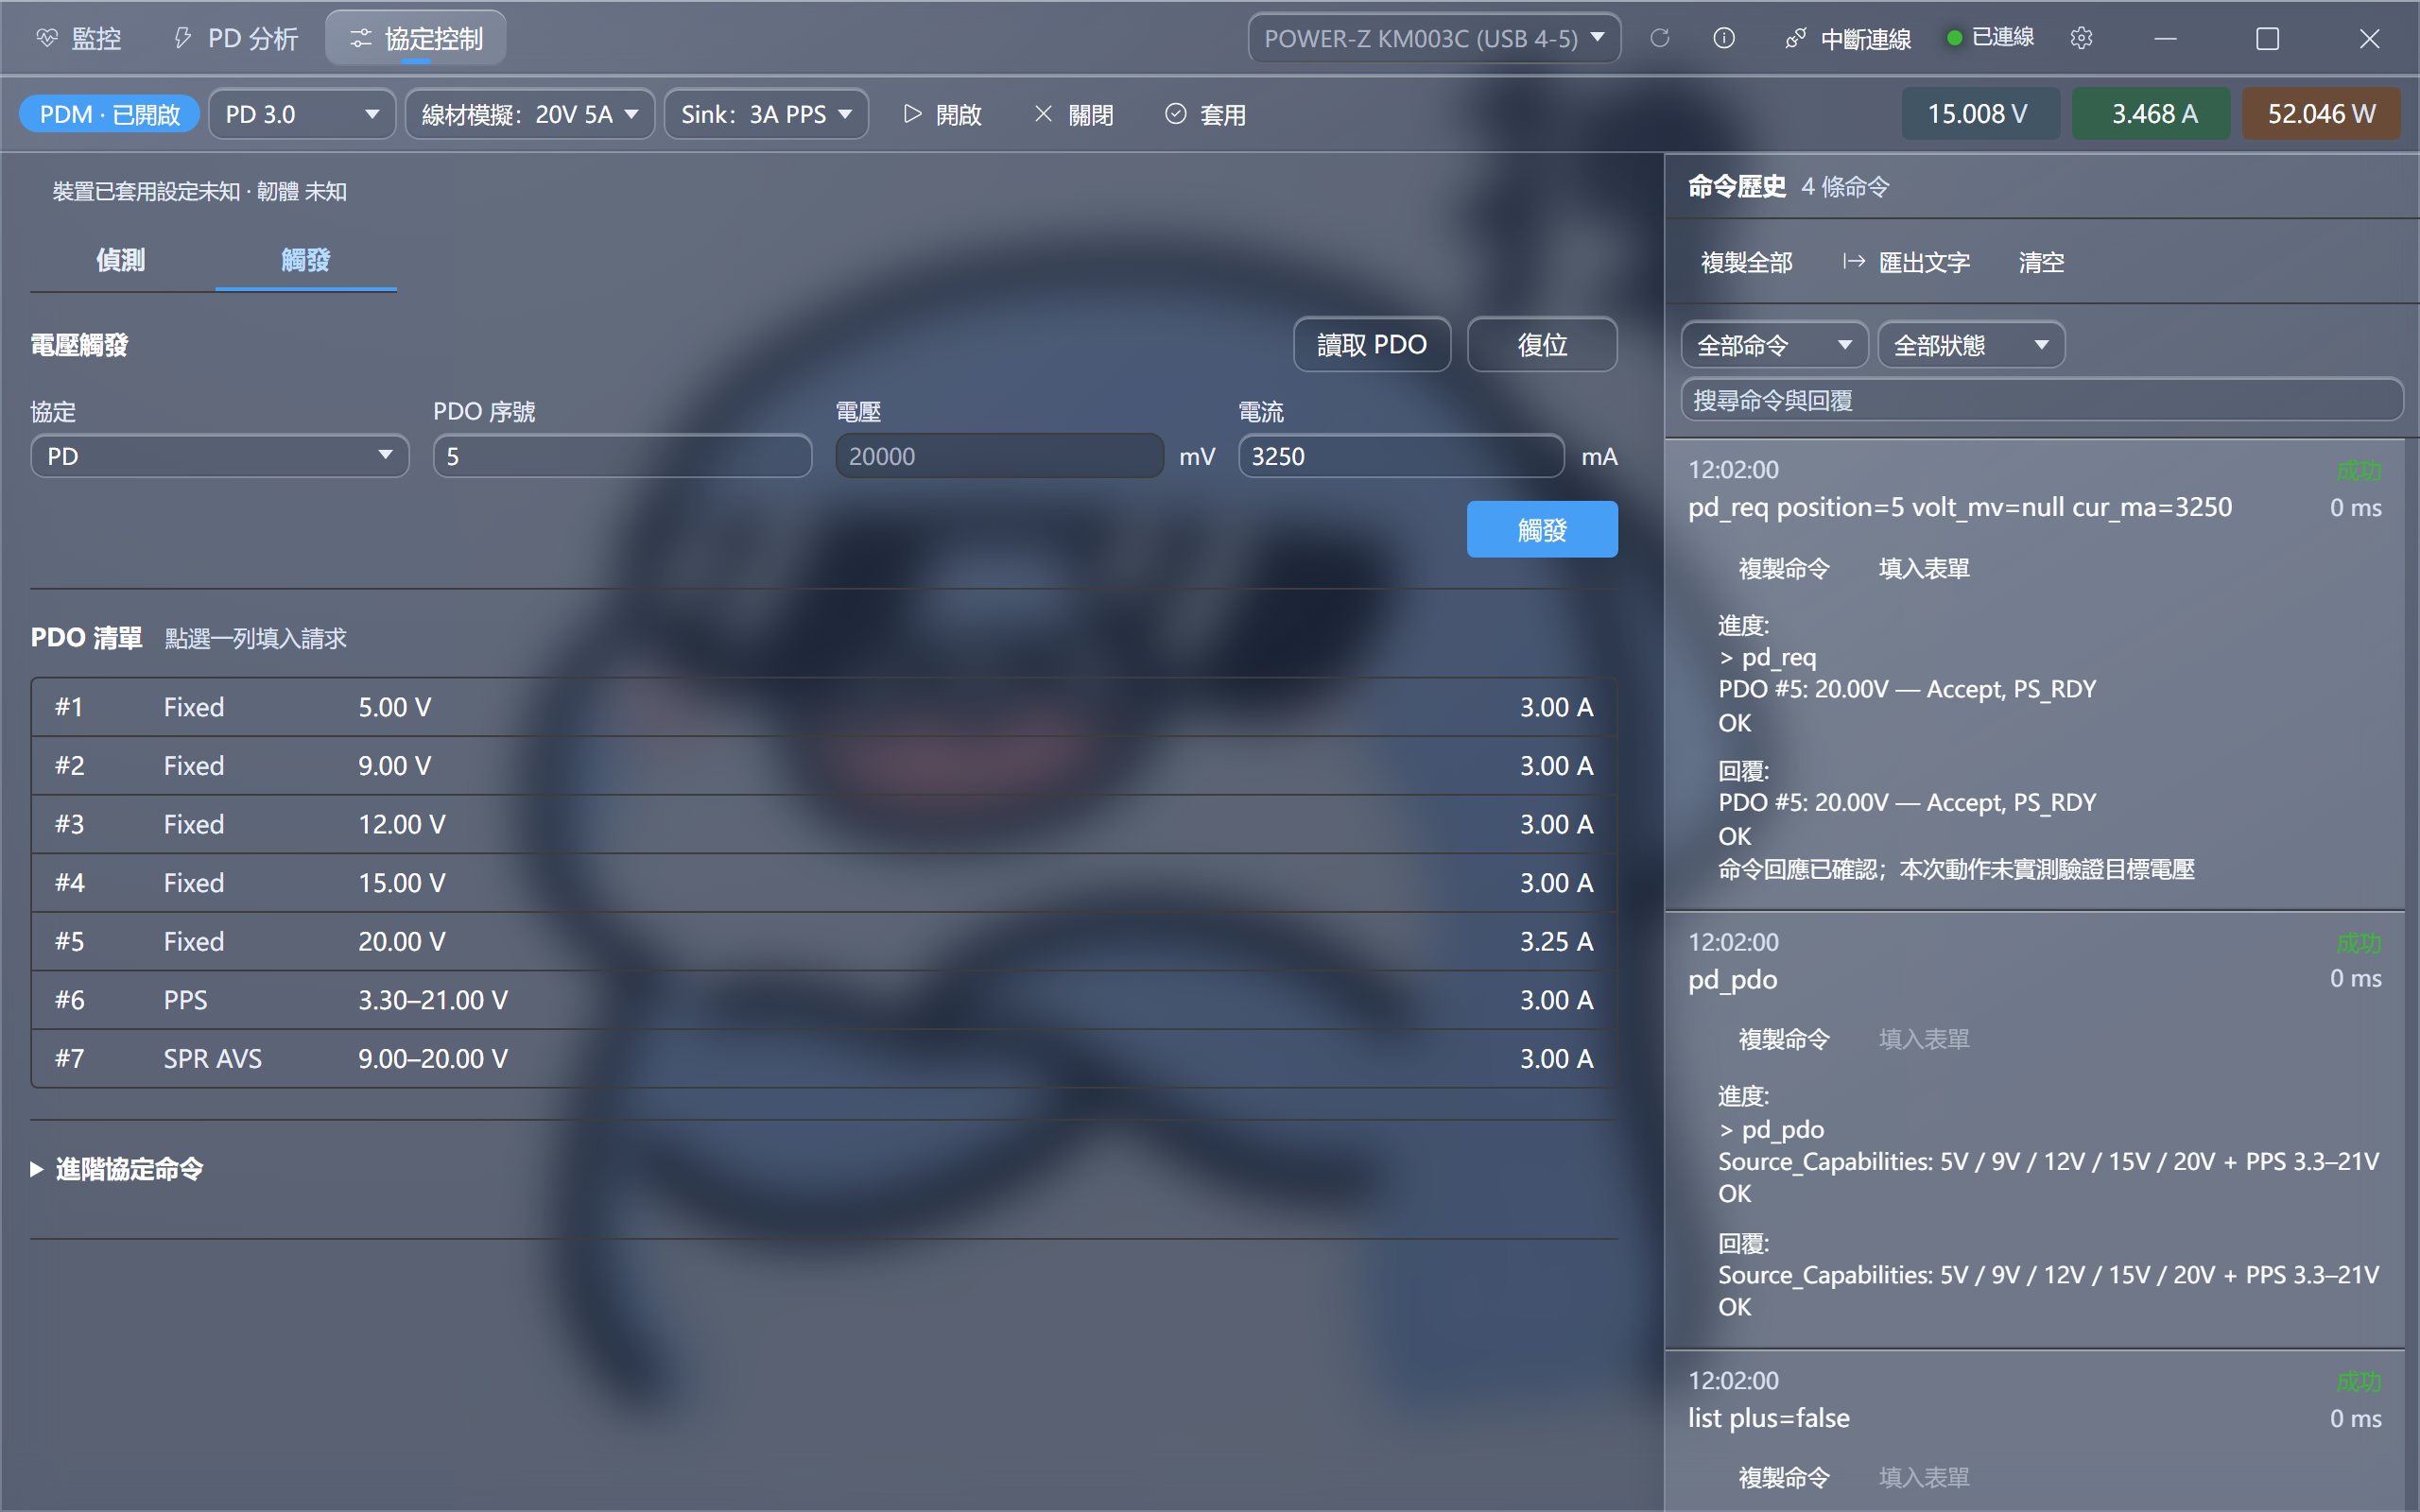 監控 PD 分析 協定控制 POWER-Z KM003C (USB 4-5) 中斷連線 已連線
PDM · 已開啟 PD 3.0 線材模擬：20V 5A Sink：3A PPS 開啟 關閉 套用 15.008 V 3.468 A 52.046 W
裝置已套用設定未知 · 韌體 未知
偵測 觸發
電壓觸發 讀取 PDO 復位
協定 PDO 序號 電壓 電流
PD 5 20000 mV 3250 mA
觸發
PDO 清單 點選一列填入請求
#1 Fixed 5.00 V 3.00 A
#2 Fixed 9.00 V 3.00 A
#3 Fixed 12.00 V 3.00 A
#4 Fixed 15.00 V 3.00 A
#5 Fixed 20.00 V 3.25 A
#6 PPS 3.30–21.00 V 3.00 A
#7 SPR AVS 9.00–20.00 V 3.00 A
進階協定命令
命令歷史 4 條命令
複製全部 匯出文字 清空
全部命令 全部狀態
搜尋命令與回覆
12:02:00 成功
pd_req position=5 volt_mv=null cur_ma=3250 0 ms
複製命令 填入表單
進度:
> pd_req
PDO #5: 20.00V — Accept, PS_RDY
OK
回覆:
PDO #5: 20.00V — Accept, PS_RDY
OK
命令回應已確認；本次動作未實測驗證目標電壓
12:02:00 成功
pd_pdo 0 ms
複製命令 填入表單
進度:
> pd_pdo
Source_Capabilities: 5V / 9V / 12V / 15V / 20V + PPS 3.3–21V
OK
回覆:
Source_Capabilities: 5V / 9V / 12V / 15V / 20V + PPS 3.3–21V
OK
12:02:00 成功
list plus=false 0 ms
複製命令 填入表單